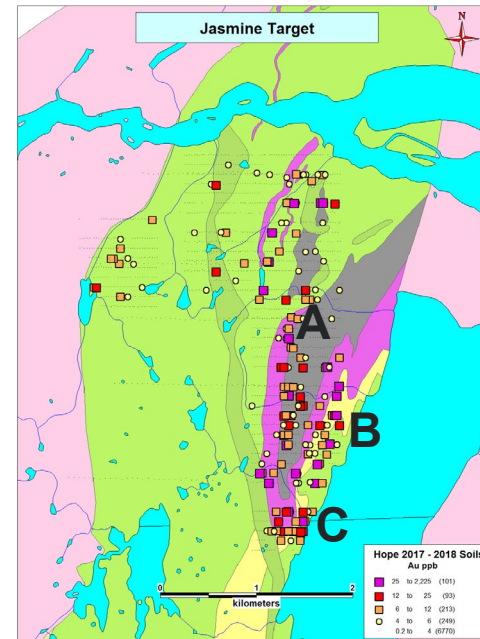 Jasmine Target
N
A
B
C
0 1 2
kilometers
Hope 2017 - 2018 Soils
Au ppb
25 to 2,225 (101)
12 to 25 (93)
6 to 12 (213)
4 to 6 (249)
0.2 to 4 (6770)